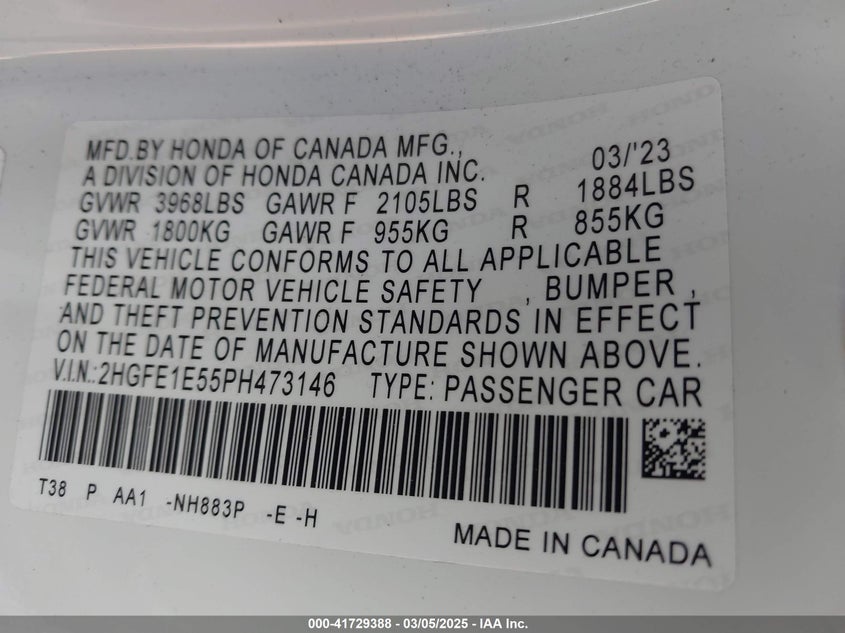 MFD.BY HONDA OF CANADA MFG., 03/'23
A DIVISION OF HONDA CANADA INC.
GVWR 3968LBS GAWR F 2105LBS R 1884LBS
GVWR 1800KG GAWR F 955KG R 855KG
THIS VEHICLE CONFORMS TO ALL APPLICABLE
FEDERAL MOTOR VEHICLE SAFETY , BUMPER ,
AND THEFT PREVENTION STANDARDS IN EFFECT
ON THE DATE OF MANUFACTURE SHOWN ABOVE.
V.I.N.:2HGFE1E55PH473146 TYPE: PASSENGER CAR
T38 P AA1 -NH883P -E -H
MADE IN CANADA
000-41729388 - 03/05/2025 - IAA Inc.